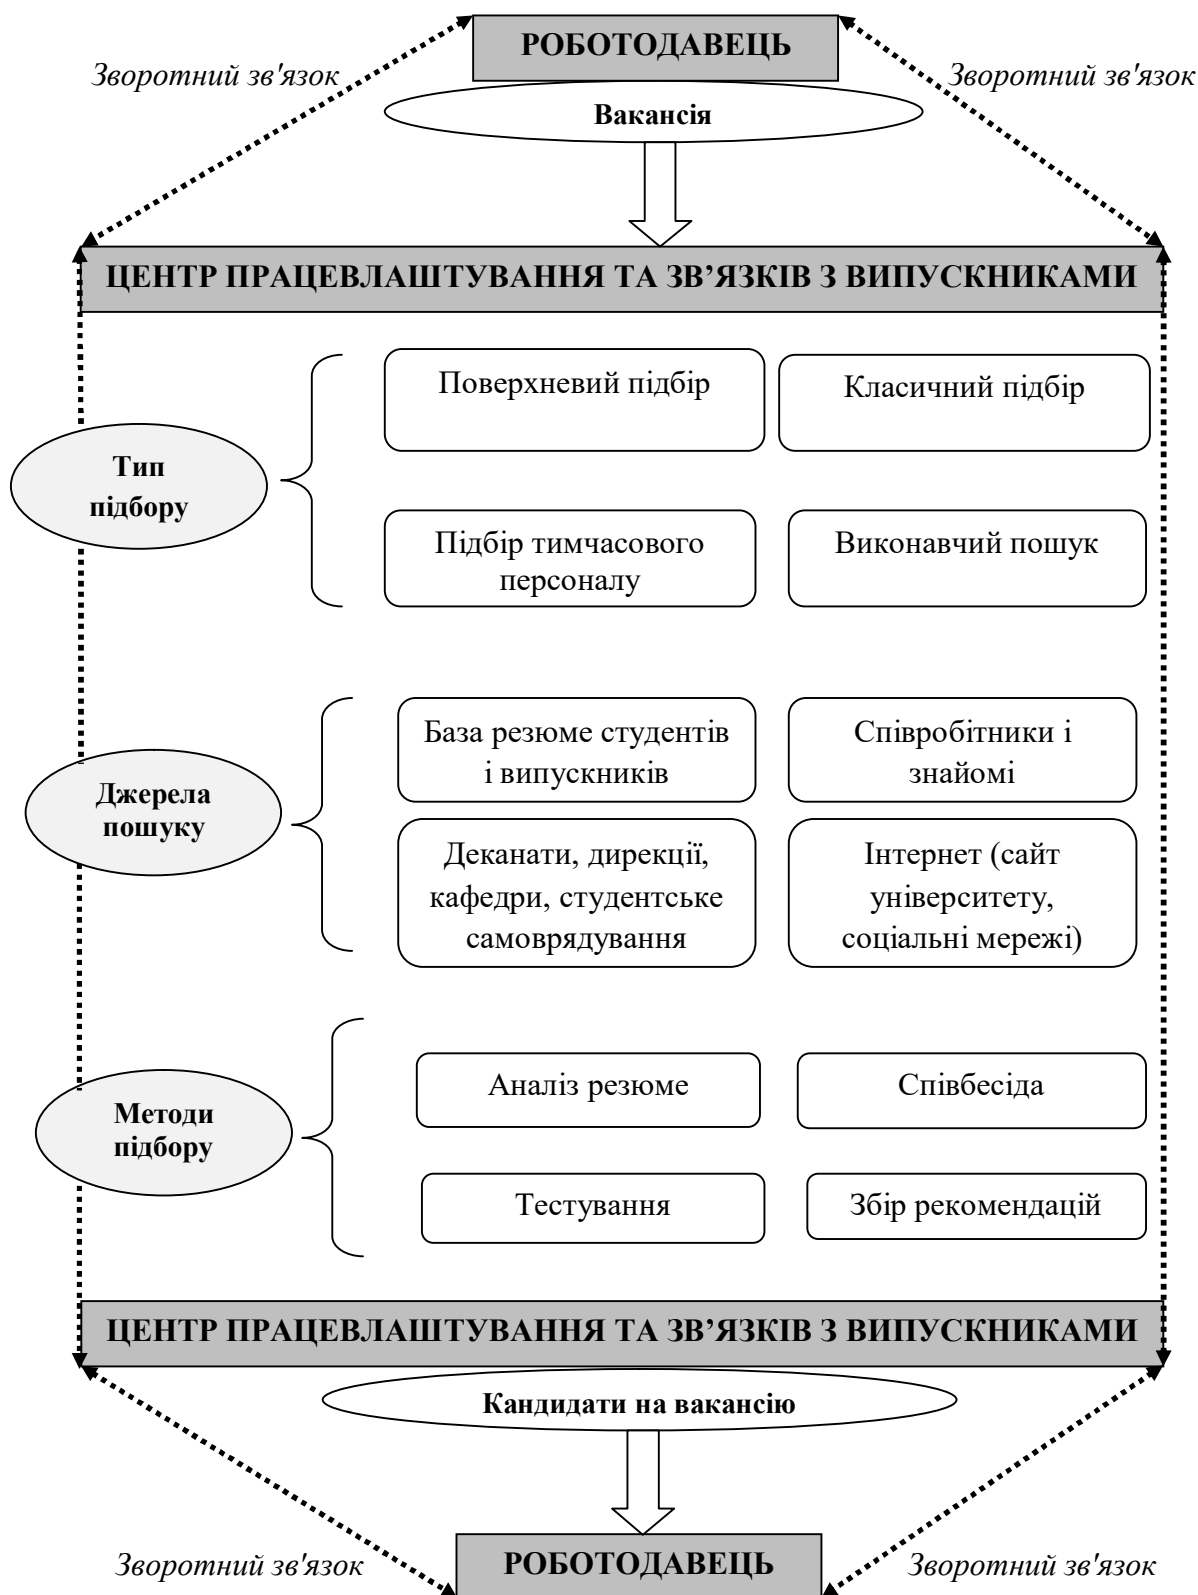 РОБОТОДАВЕЦЬ
Зворотний зв'язок
Зворотний зв'язок
Вакансія
ЦЕНТР ПРАЦЕВЛАШТУВАННЯ ТА ЗВ’ЯЗКІВ З ВИПУСКНИКАМИ
Тип
підбору
Поверхневий підбір
Класичний підбір
Підбір тимчасового
персоналу
Виконавчий пошук
Джерела
пошуку
База резюме студентів
і випускників
Співробітники і
знайомі
Деканати, дирекції,
кафедри, студентське
самоврядування
Інтернет (сайт
університету,
соціальні мережі)
Методи
підбору
Аналіз резюме
Співбесіда
Тестування
Збір рекомендацій
ЦЕНТР ПРАЦЕВЛАШТУВАННЯ ТА ЗВ’ЯЗКІВ З ВИПУСКНИКАМИ
Кандидати на вакансію
Зворотний зв'язок
РОБОТОДАВЕЦЬ
Зворотний зв'язок